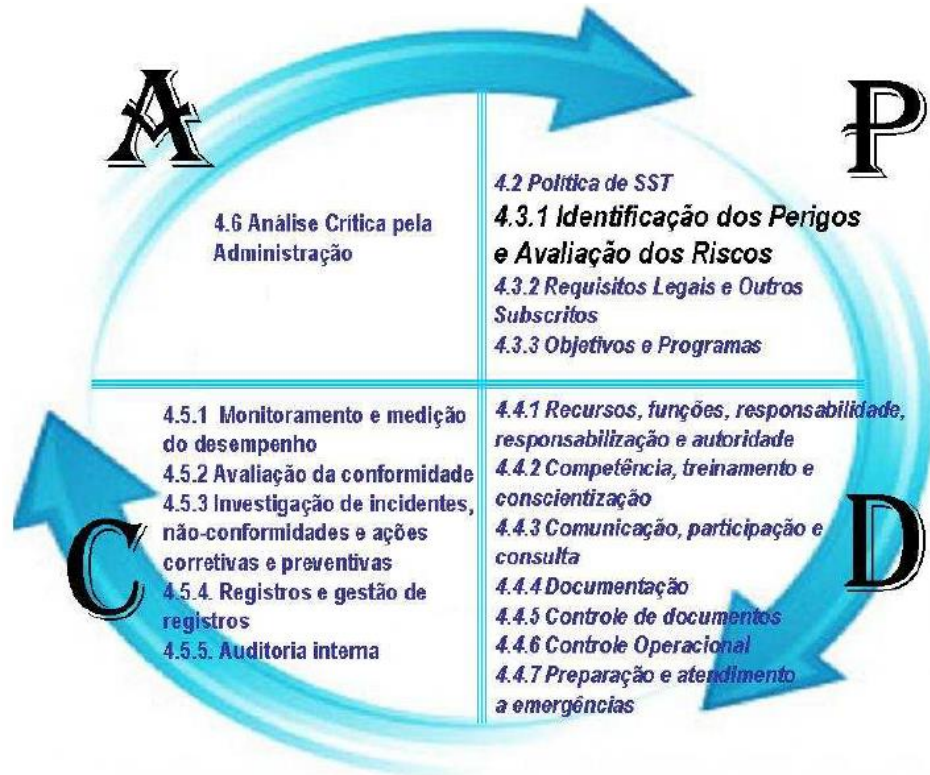 A
P
4.6 Análise Crítica pela
Administração
4.2 Política de SST
4.3.1 Identificação dos Perigos
e Avaliação dos Riscos
4.3.2 Requisitos Legais e Outros
Subscritos
4.3.3 Objetivos e Programas
4.5.1 Monitoramento e medição
do desempenho
4.5.2 Avaliação da conformidade
4.5.3 Investigação de incidentes,
não-conformidades e ações
corretivas e preventivas
4.5.4. Registros e gestão de
registros
4.5.5. Auditoria interna
C
4.4.1 Recursos, funções, responsabilidade,
responsabilização e autoridade
4.4.2 Competência, treinamento e
conscientização
4.4.3 Comunicação, participação e
consulta
4.4.4 Documentação
4.4.5 Controle de documentos
4.4.6 Controle Operacional
4.4.7 Preparação e atendimento
a emergências
D